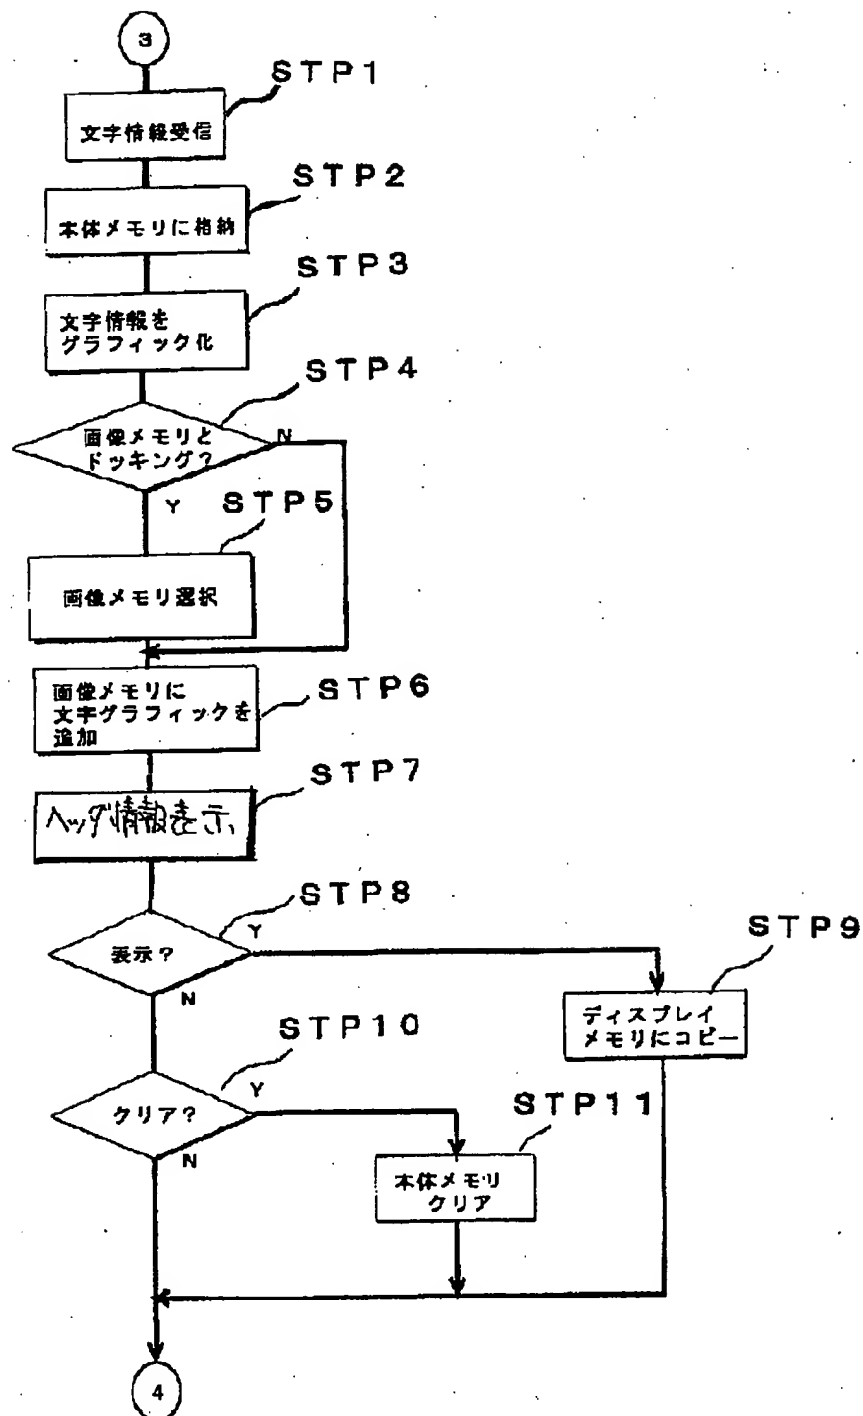 3
STP1
文字情報受信
STP2
本体メモリに格納
STP3
文字情報を
グラフィック化
STP4
画像メモリと
ドッキング?
N
Y
STP5
画像メモリ選択
STP6
画像メモリに
文字グラフィックを
追加
STP7
ヘッダ情報表示
STP8
表示?
Y
N
STP9
ディスプレイ
メモリにコピー
STP10
クリア?
Y
N
STP11
本体メモリ
クリア
4